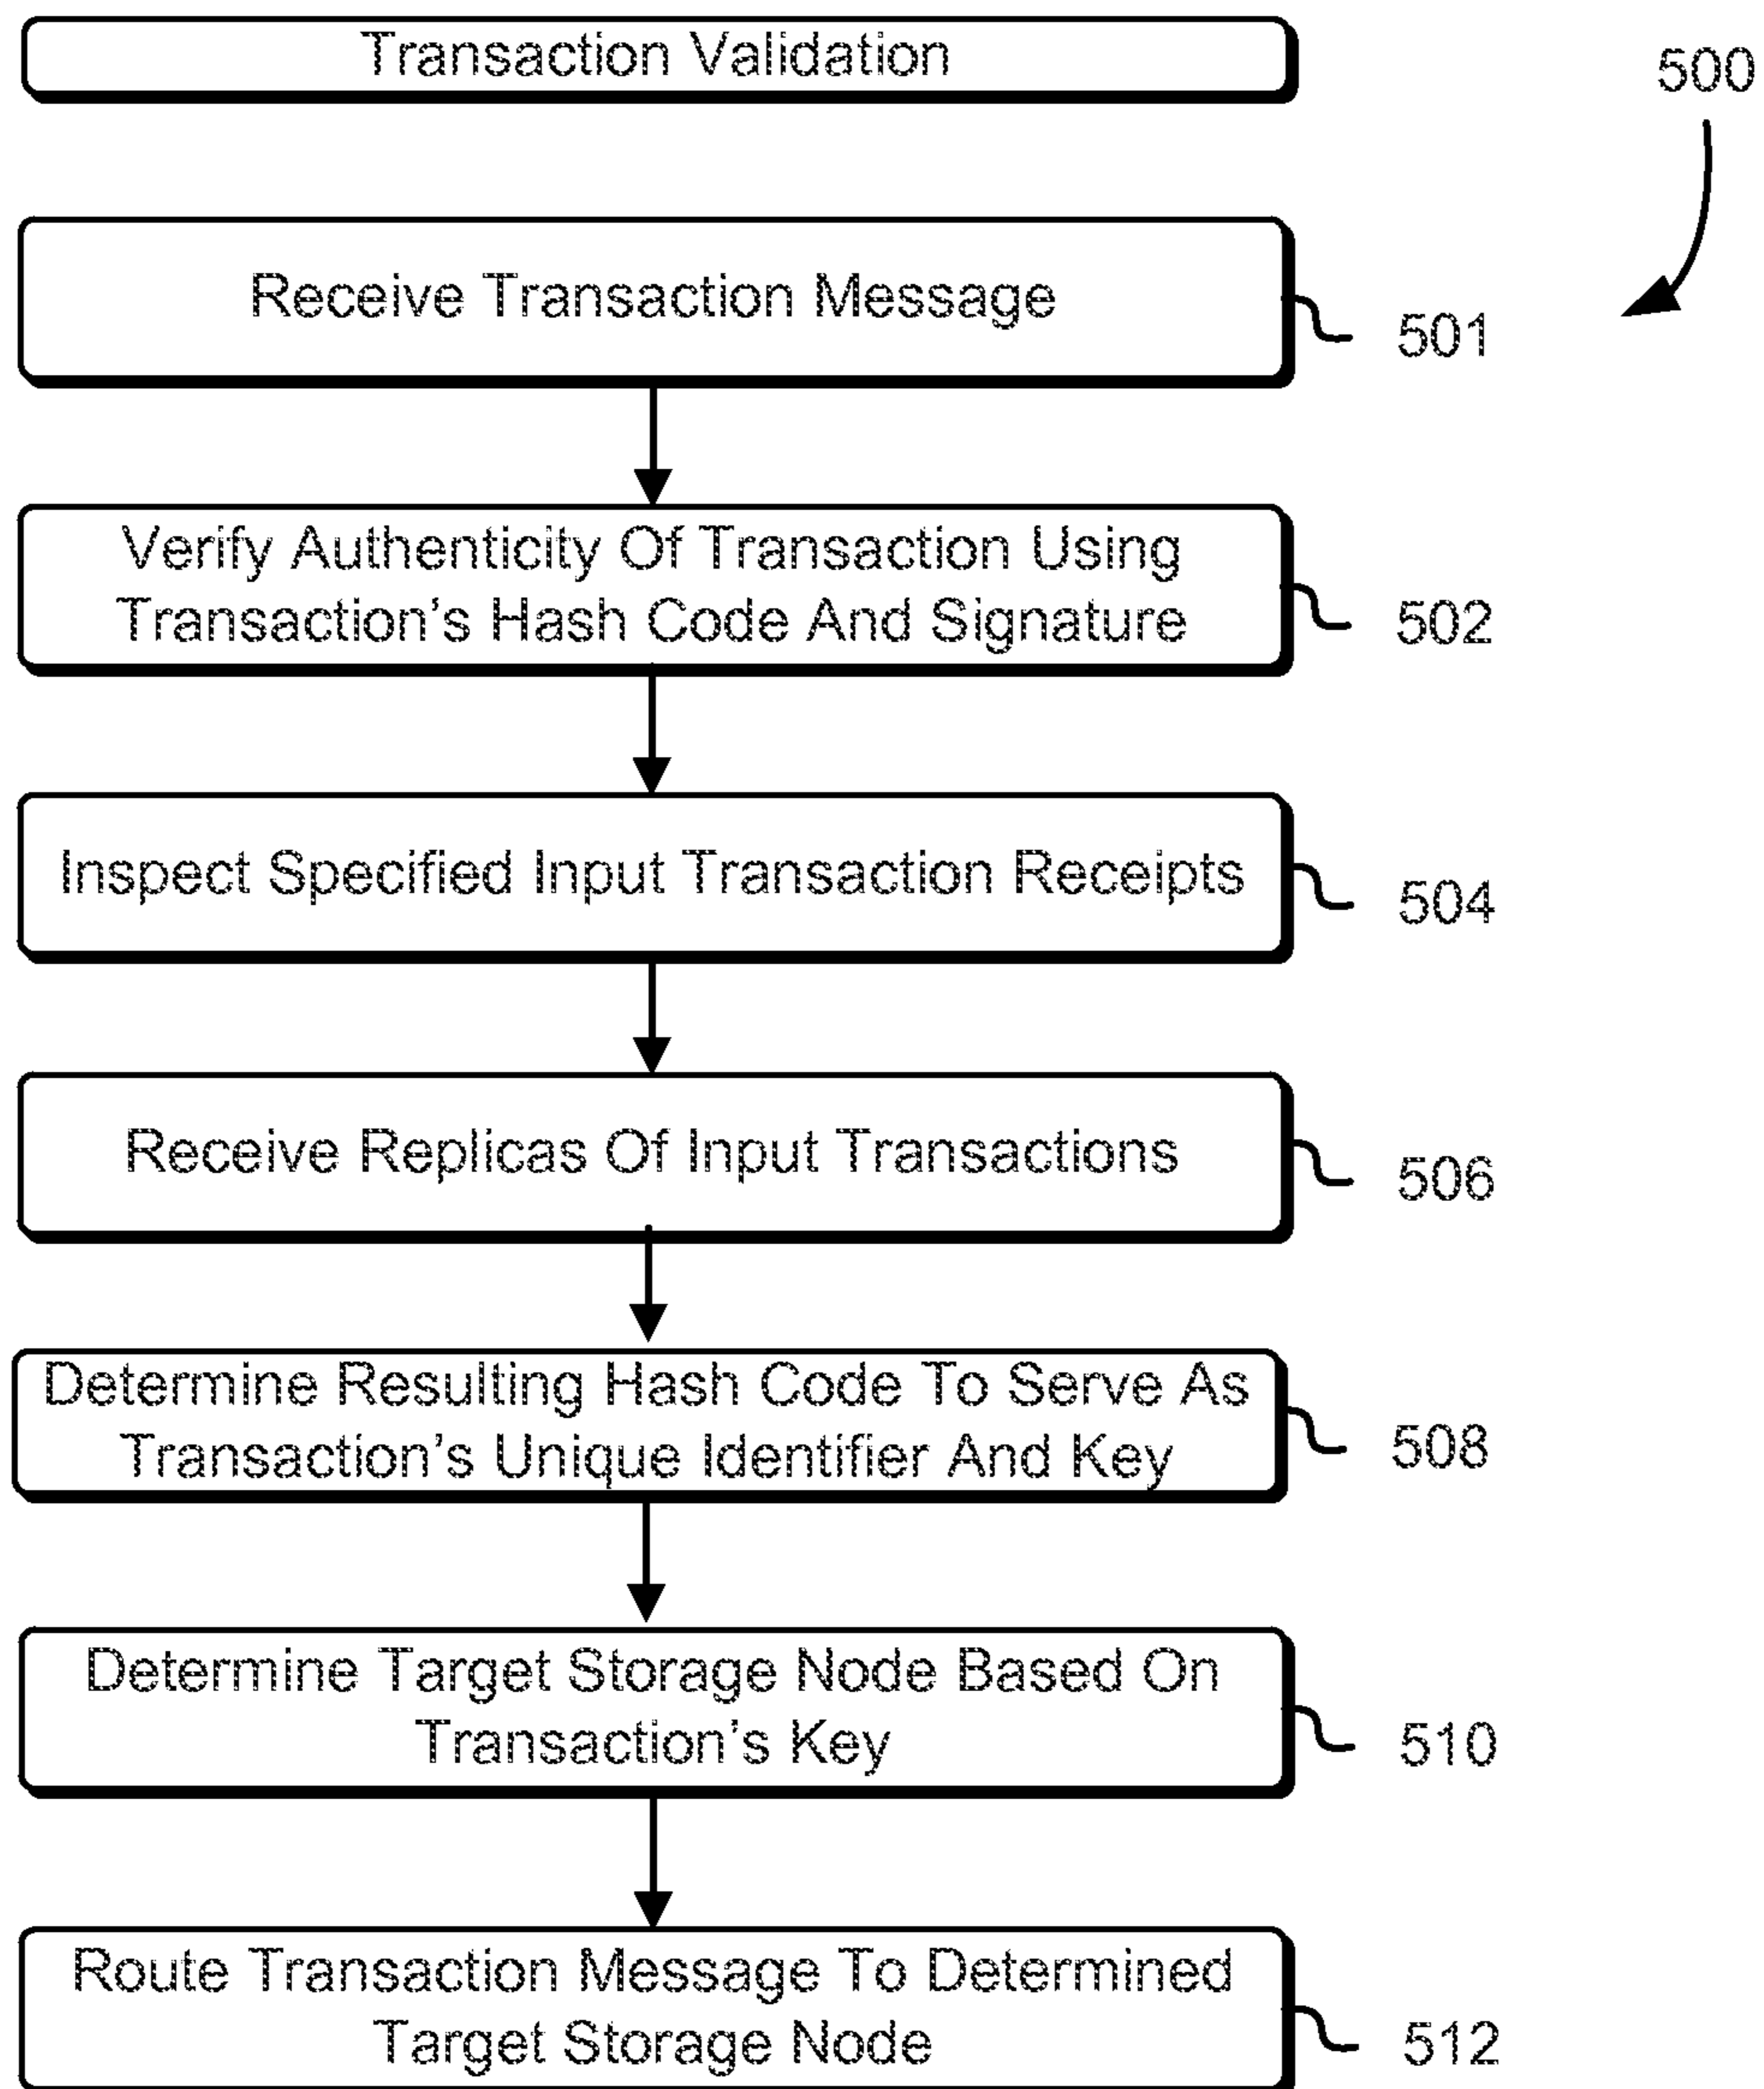 Transaction Validation
500
Receive Transaction Message
501
Verify Authenticity Of Transaction Using
Transaction's Hash Code And Signature
502
Inspect Specified Input Transaction Receipts
504
Receive Replicas Of Input Transactions
506
Determine Resulting Hash Code To Serve As
Transaction's Unique Identifier And Key
508
Determine Target Storage Node Based On
Transaction's Key
510
Route Transaction Message To Determined
Target Storage Node
512